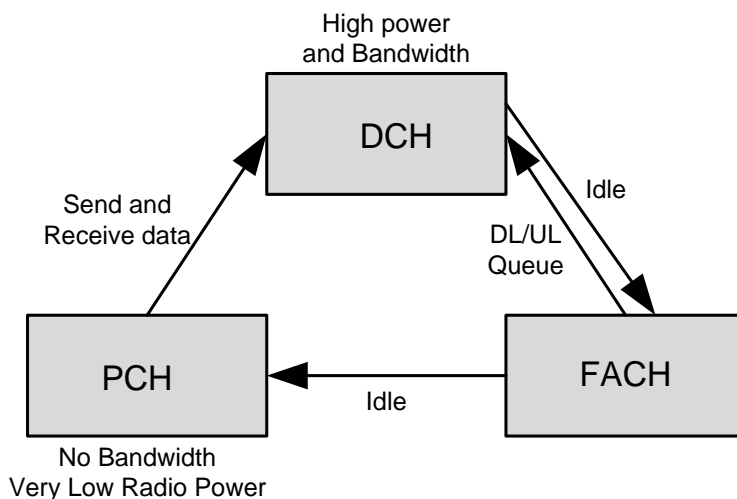 High power
and Bandwidth
DCH
Send and
Receive data
Idle
DL/UL
Queue
PCH
FACH
Idle
No Bandwidth
Very Low Radio Power